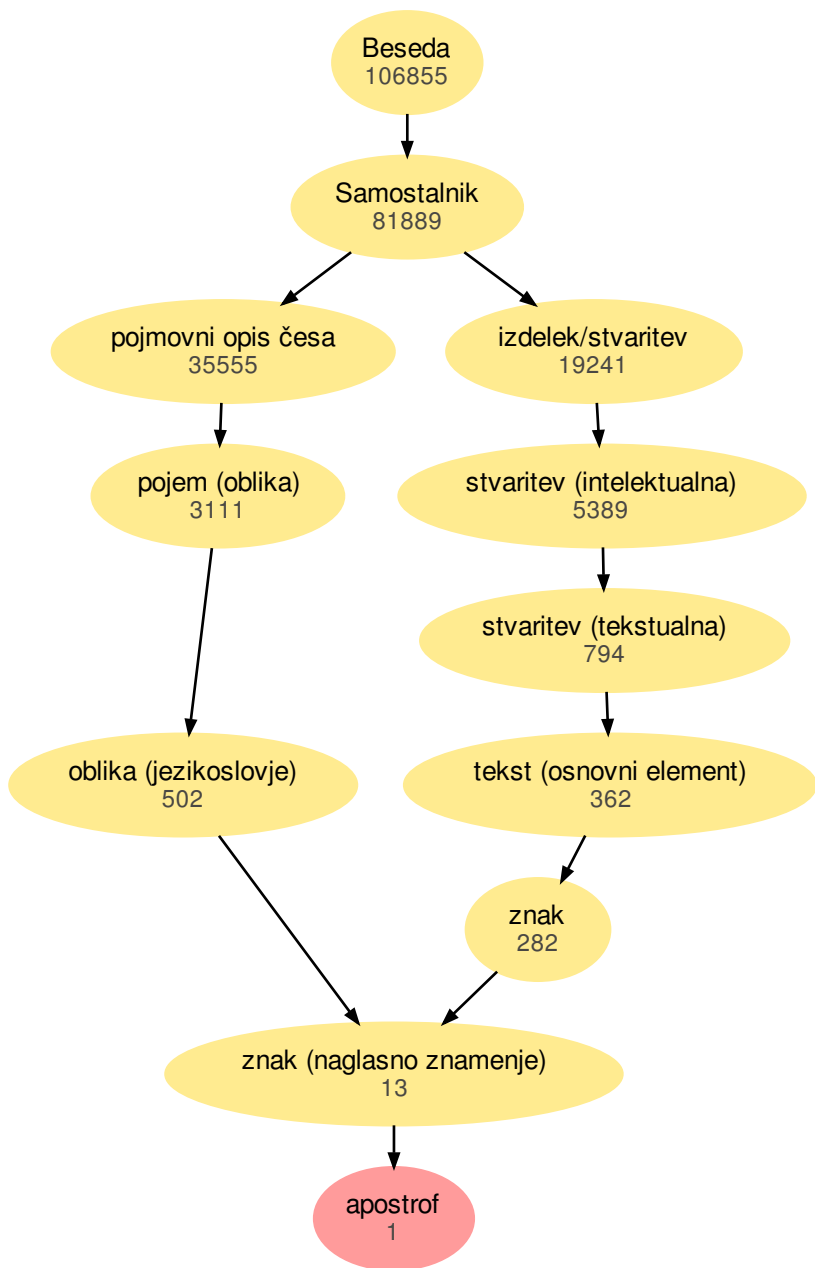 Beseda
106855
Samostalnik
81889
pojmovni opis česa
35555
izdelek/stvaritev
19241
pojem (oblika)
3111
stvaritev (intelektualna)
5389
stvaritev (tekstualna)
794
oblika (jezikoslovje)
502
tekst (osnovni element)
362
znak
282
znak (naglasno znamenje)
13
apostrof
1